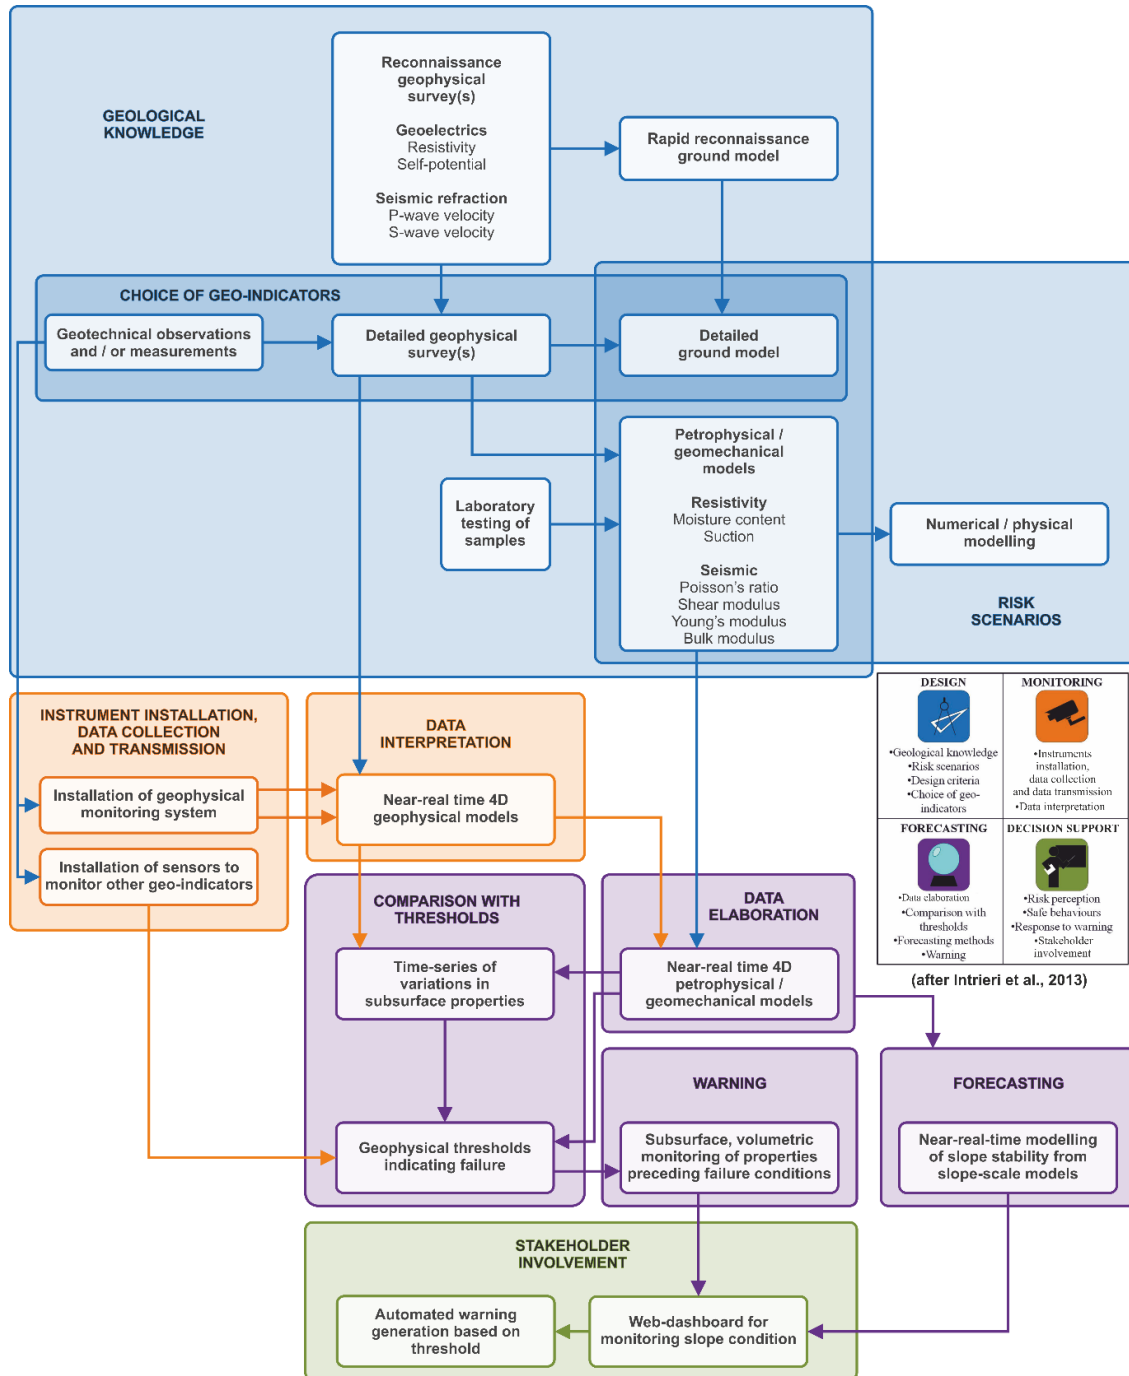 GEOLOGICAL
KNOWLEDGE
Reconnaissance
geophysical
survey(s)
Geoelectrics
Resistivity
Self-potential
Seismic refraction
P-wave velocity
S-wave velocity
Rapid reconnaissance
ground model
CHOICE OF GEO-INDICATORS
Geotechnical observations
and / or measurements
Detailed geophysical
survey(s)
Detailed
ground model
Petrophysical /
geomechanical
models
Resistivity
Moisture content
Suction
Seismic
Poisson's ratio
Shear modulus
Young's modulus
Bulk modulus
Laboratory
testing of
samples
Numerical / physical
modelling
RISK
SCENARIOS
INSTRUMENT INSTALLATION,
DATA COLLECTION
AND TRANSMISSION
Installation of geophysical
monitoring system
Installation of sensors to
monitor other geo-indicators
DATA
INTERPRETATION
Near-real time 4D
geophysical models
DESIGN
•Geological knowledge
•Risk scenarios
•Design criteria
•Choice of geo-
indicators
MONITORING
•Instruments
installation,
data collection
and data transmission
•Data interpretation
FORECASTING
•Data elaboration
•Comparison with
thresholds
•Forecasting methods
•Warning
DECISION SUPPORT
•Risk perception
•Safe behaviours
•Response to warning
•Stakeholder
involvement
(after Intrieri et al., 2013)
COMPARISON WITH
THRESHOLDS
Time-series of
variations in
subsurface properties
Geophysical thresholds
indicating failure
DATA
ELABORATION
Near-real time 4D
petrophysical /
geomechanical models
WARNING
Subsurface, volumetric
monitoring of properties
preceding failure conditions
FORECASTING
Near-real-time modelling
of slope stability from
slope-scale models
STAKEHOLDER
INVOLVEMENT
Automated warning
generation based on
threshold
Web-dashboard for
monitoring slope condition